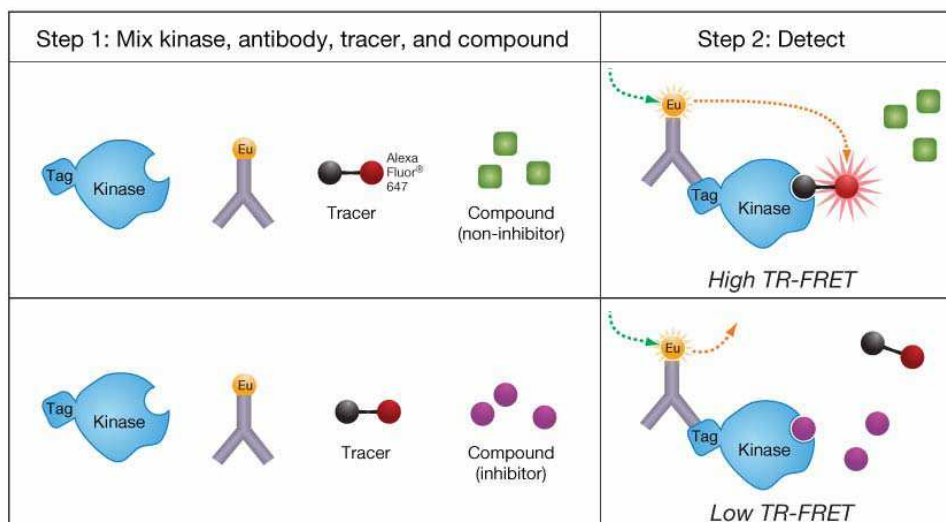 Step 1: Mix kinase, antibody, tracer, and compound
Step 2: Detect
Tag
Kinase
Eu
Alexa
Fluor®
647
Tracer
Compound
(non-inhibitor)
Eu
Tag
Kinase
High TR-FRET
Tag
Kinase
Eu
Tracer
Compound
(inhibitor)
Eu
Tag
Kinase
Low TR-FRET